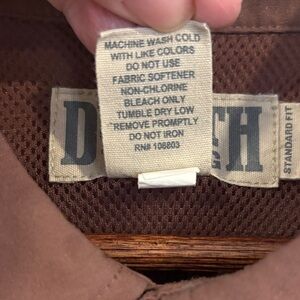 MACHINE WASH COLD
WITH LIKE COLORS
DO NOT USE
FABRIC SOFTENER
NON-CHLORINE
BLEACH ONLY
TUMBLE DRY LOW
REMOVE PROMPTLY
DO NOT IRON
RN# 108803
D H
G
STANDARD FIT